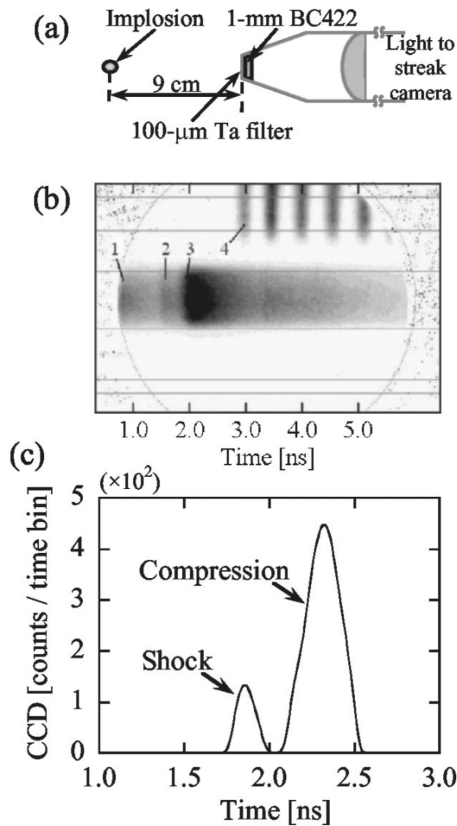 (a)
Implosion
1-mm BC422
9 cm
100-μm Ta filter
Light to
streak
camera
(b)
1
2
3
4
1.0 2.0 3.0 4.0 5.0
Time [ns]
(c)
(×10²)
5
4
3
2
1
0
CCD [counts / time bin]
Compression
Shock
1.0 1.5 2.0 2.5 3.0
Time [ns]